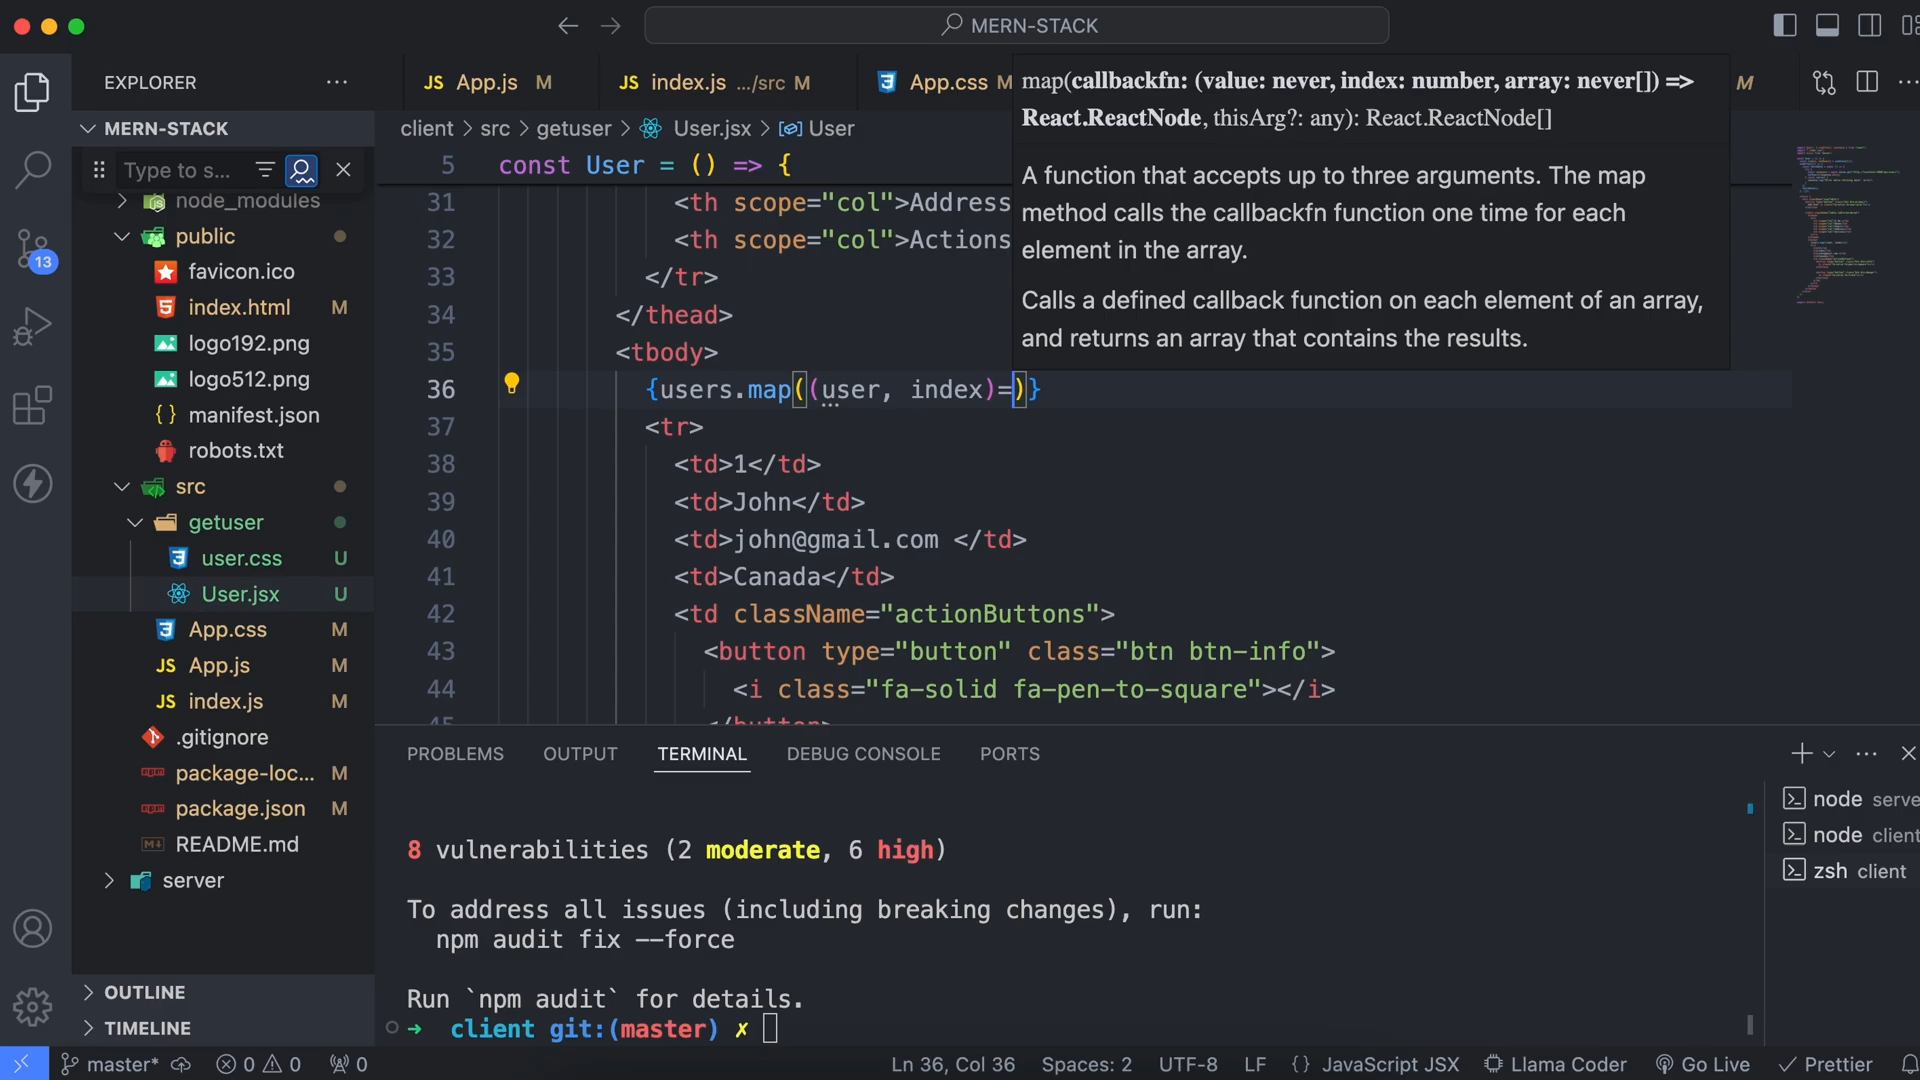 MERN-STACK
EXPLORER
JS App.js M
JS index.js .../src M
App.css M
M
MERN-STACK
client > src > getuser > User.jsx > User
Type to s...
node_modules
public
favicon.ico
index.html M
logo192.png
logo512.png
manifest.json
robots.txt
src
getuser
user.css U
User.jsx U
App.css M
JS App.js M
JS index.js M
.gitignore
package-loc... M
package.json M
README.md
server
OUTLINE
TIMELINE
13
5 const User = () => {
31 <th scope="col">Address
32 <th scope="col">Actions
33 </tr>
34 </thead>
35 <tbody>
36 {users.map((user, index)=)}
37 <tr>
38 <td>1</td>
39 <td>John</td>
40 <td>john@gmail.com </td>
41 <td>Canada</td>
42 <td className="actionButtons">
43 <button type="button" class="btn btn-info">
44 <i class="fa-solid fa-pen-to-square"></i>
45 </button>
map(callbackfn: (value: never, index: number, array: never[]) =>
React.ReactNode, thisArg?: any): React.ReactNode[]
A function that accepts up to three arguments. The map
method calls the callbackfn function one time for each
element in the array.
Calls a defined callback function on each element of an array,
and returns an array that contains the results.
PROBLEMS OUTPUT TERMINAL DEBUG CONSOLE PORTS
8 vulnerabilities (2 moderate, 6 high)
To address all issues (including breaking changes), run:
npm audit fix --force
Run `npm audit` for details.
➜ client git:(master) ✗
node serve
node client
zsh client
master* 0 0 0
Ln 36, Col 36 Spaces: 2 UTF-8 LF {} JavaScript JSX Llama Coder Go Live Prettier